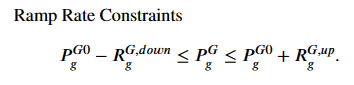 Ramp Rate Constraints
P_g^{G0} − R_g^{G,down} ≤ P_g^G ≤ P_g^{G0} + R_g^{G,up}.